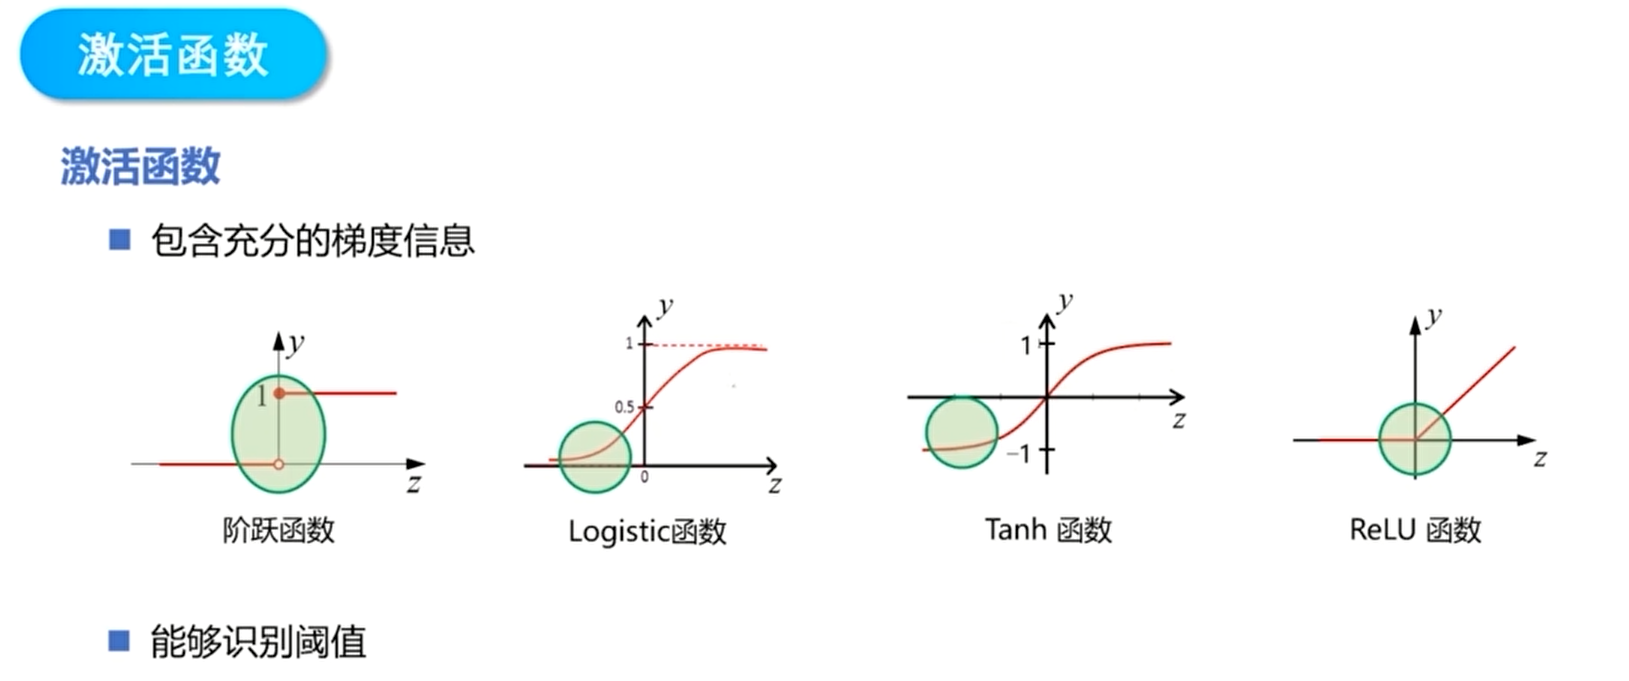 激活函数
激活函数
■ 包含充分的梯度信息
y
1
z
阶跃函数
y
1
0.5
0
z
Logistic函数
y
1
-1
z
Tanh 函数
y
z
ReLU 函数
■ 能够识别阈值